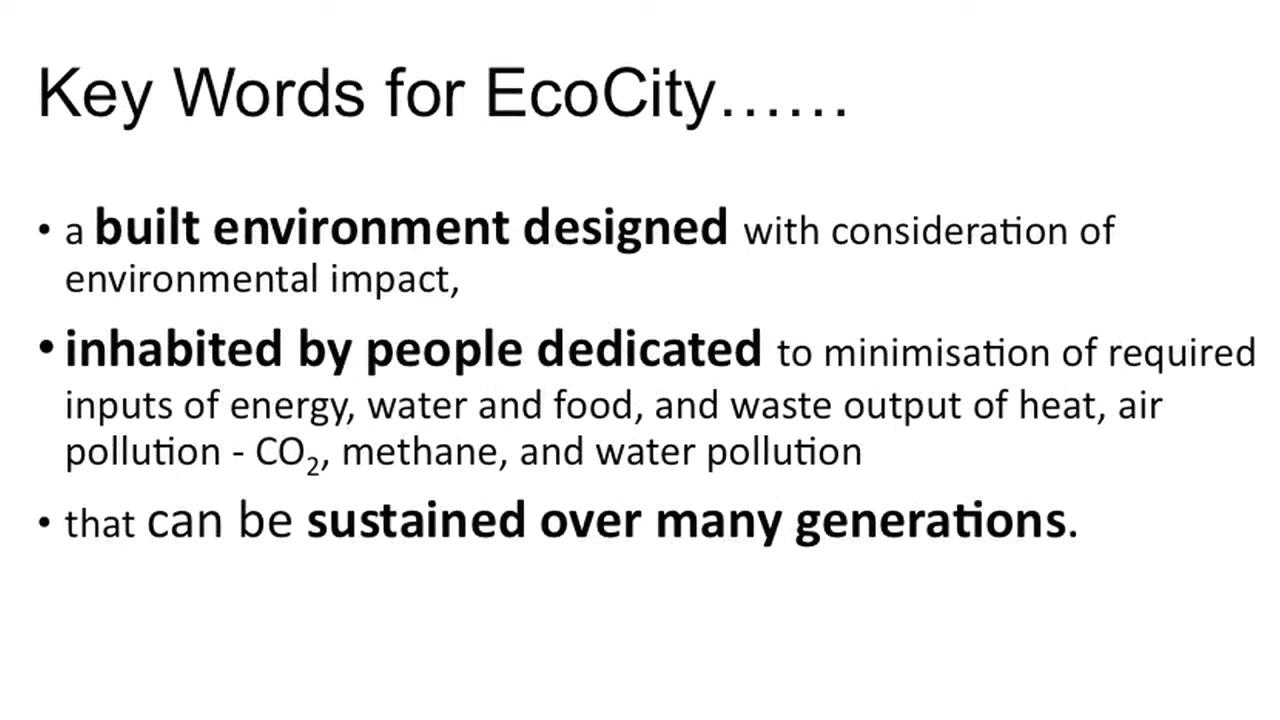 Key Words for EcoCity……
• a built environment designed with consideration of
environmental impact,
• inhabited by people dedicated to minimisation of required
inputs of energy, water and food, and waste output of heat, air
pollution - CO₂, methane, and water pollution
• that can be sustained over many generations.